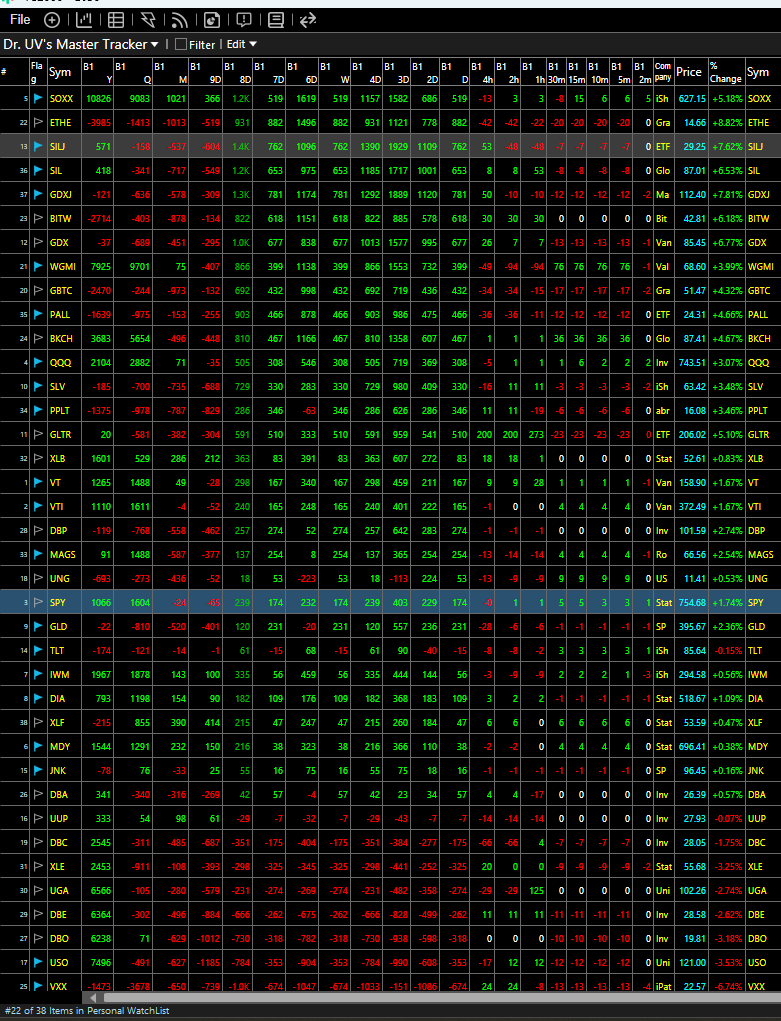 File
Dr. UV's Master Tracker Filter Edit
# Flag Sym B1 Y B1 Q B1 M B1 9D B1 8D B1 7D B1 6D B1 W B1 4D B1 3D B1 2D B1 D B1 4h B1 2h B1 1h B1 30m B1 15m B1 10m B1 5m B1 2m Company Price % Change Sym
5 SOXX 10826 9083 1021 366 1.2K 519 1619 519 1157 1582 686 519 -13 3 3 -8 15 6 6 5 iSh 627.15 +5.18% SOXX
22 ETHE -3985 -1413 -1013 -519 931 882 1496 882 931 1121 778 882 -42 -42 -22 -20 -20 -20 -20 0 Gra 14.66 +8.82% ETHE
13 SILJ 571 -158 -537 -604 1.4K 762 1096 762 1390 1929 1109 762 53 -48 -48 -7 -7 -7 -7 0 ETF 29.25 +7.62% SILJ
36 SIL 418 -341 -717 -549 1.2K 653 975 653 1185 1717 1001 653 8 8 53 -8 -8 -8 -8 0 Glo 87.01 +6.53% SIL
37 GDXJ -121 -636 -578 -309 1.3K 781 1174 781 1292 1889 1120 781 50 -10 -10 -12 -12 -12 -12 -2 Ma 112.40 +7.81% GDXJ
23 BITW -2714 -403 -878 -134 822 618 1151 618 822 885 578 618 30 30 30 0 0 0 0 0 Bit 42.81 +6.18% BITW
12 GDX -37 -689 -451 -295 1.0K 677 838 677 1013 1577 995 677 26 7 7 -13 -13 -13 -13 -1 Van 85.45 +6.77% GDX
21 WGMI 7925 9701 75 -407 866 399 1138 399 866 1553 732 399 -49 -94 -94 76 76 76 76 -1 Val 68.60 +3.99% WGMI
20 GBTC -2470 -244 -973 -132 692 432 998 432 692 719 436 432 -34 -34 -15 -17 -17 -17 -17 -2 Gra 51.47 +4.32% GBTC
35 PALL -1639 -975 -153 -255 903 466 878 466 903 986 475 466 -36 -36 -11 -12 -12 -12 -12 0 ETF 24.31 +4.66% PALL
24 BKCH 3683 5654 -496 -448 810 467 1166 467 810 1358 607 467 1 1 1 36 36 36 36 0 Glo 87.41 +4.67% BKCH
4 QQQ 2104 2882 71 -35 505 308 546 308 505 719 369 308 -5 1 1 1 6 2 2 2 Inv 743.51 +3.07% QQQ
10 SLV -185 -700 -735 -688 729 330 283 330 729 980 409 330 -16 11 11 -3 -3 -3 -3 -2 iSh 63.42 +3.48% SLV
34 PPLT -1375 -978 -787 -829 286 346 -63 346 286 626 286 346 11 11 -19 -6 -6 -6 -6 0 abr 16.08 +3.46% PPLT
11 GLTR 20 -581 -382 -304 591 510 333 510 591 959 541 510 200 200 273 -23 -23 -23 -23 0 ETF 206.02 +5.10% GLTR
32 XLB 1601 529 286 212 363 83 391 83 363 607 272 83 18 18 1 0 0 0 0 0 Stat 52.61 +0.83% XLB
1 VT 1265 1488 49 -28 298 167 340 167 298 459 211 167 9 9 28 1 1 1 1 -1 Van 158.90 +1.67% VT
2 VTI 1110 1611 -4 -52 240 165 248 165 240 401 222 165 -1 0 0 4 4 4 4 0 Van 372.49 +1.67% VTI
28 DBP -119 -768 -558 -462 257 274 52 274 257 642 283 274 -1 -1 -1 0 0 0 0 0 Inv 101.59 +2.74% DBP
33 MAGS 91 1488 -587 -377 137 254 8 254 137 365 254 254 -13 -14 -14 4 4 4 4 -1 Ro 66.56 +2.54% MAGS
18 UNG -693 -273 -436 -52 18 53 -223 53 18 -113 224 53 -13 -9 -9 9 9 9 9 0 US 11.41 +0.53% UNG
3 SPY 1066 1604 -24 -65 239 174 232 174 239 403 229 174 -0 1 1 5 5 3 3 1 Stat 754.68 +1.74% SPY
9 GLD -22 -810 -520 -401 120 231 -20 231 120 557 236 231 -28 -6 -6 -1 -1 -1 -1 -1 SP 395.67 +2.36% GLD
14 TLT -174 -121 -14 -1 61 -15 68 -15 61 90 -40 -15 -8 -8 -2 3 3 3 3 1 iSh 85.64 -0.15% TLT
7 IWM 1967 1878 143 100 335 56 459 56 335 444 144 56 -3 -9 -9 2 2 2 1 -3 iSh 294.58 +0.56% IWM
8 DIA 793 1198 154 90 182 109 176 109 182 368 183 109 3 2 2 -1 -1 -1 -1 -1 Stat 518.67 +1.09% DIA
38 XLF -215 855 390 414 215 47 247 47 215 260 184 47 6 6 0 6 6 6 6 0 Stat 53.59 +0.47% XLF
6 MDY 1544 1291 232 150 216 38 323 38 216 366 110 38 -2 -2 0 4 4 4 4 0 Stat 696.41 +0.38% MDY
15 JNK -78 76 -33 25 55 16 75 16 55 75 18 16 -1 -1 -1 -1 -1 -1 -1 0 SP 96.45 +0.16% JNK
26 DBA 341 -340 -316 -269 42 57 -4 57 42 23 34 57 4 4 -17 0 0 0 0 0 Inv 26.39 +0.57% DBA
16 UUP 333 54 98 61 -29 -7 -32 -7 -29 -43 -7 -7 -14 -14 -14 0 0 0 0 0 Inv 27.93 -0.07% UUP
19 DBC 2545 -311 -485 -687 -351 -175 -404 -175 -351 -384 -277 -175 -66 -66 4 -7 -7 -7 -7 0 Inv 28.05 -1.75% DBC
31 XLE 2453 -911 -108 -393 -298 -325 -345 -325 -298 -441 -252 -325 20 0 0 -9 -9 -9 -9 -2 Stat 55.68 -3.25% XLE
30 UGA 6566 -105 -280 -579 -231 -274 -269 -274 -231 -482 -358 -274 -29 -29 125 0 0 0 0 0 Uni 102.26 -2.74% UGA
29 DBE 6364 -302 -496 -884 -666 -262 -675 -262 -666 -828 -499 -262 11 11 11 -11 -11 -11 -11 0 Inv 28.58 -2.62% DBE
27 DBO 6238 71 -629 -1012 -730 -318 -782 -318 -730 -938 -598 -318 0 0 0 -10 -10 -10 -10 0 Inv 19.81 -3.18% DBO
17 USO 7496 -491 -627 -1185 -784 -353 -904 -353 -784 -990 -608 -353 -17 12 12 -12 -12 -12 -12 0 Uni 121.00 -3.53% USO
25 VXX -1473 -3678 -650 -739 -1.0K -674 -1047 -674 -1033 -151 -1086 -674 24 24 -8 -13 -13 -13 -13 -4 iPat 22.57 -6.74% VXX
#22 of 38 Items in Personal WatchList